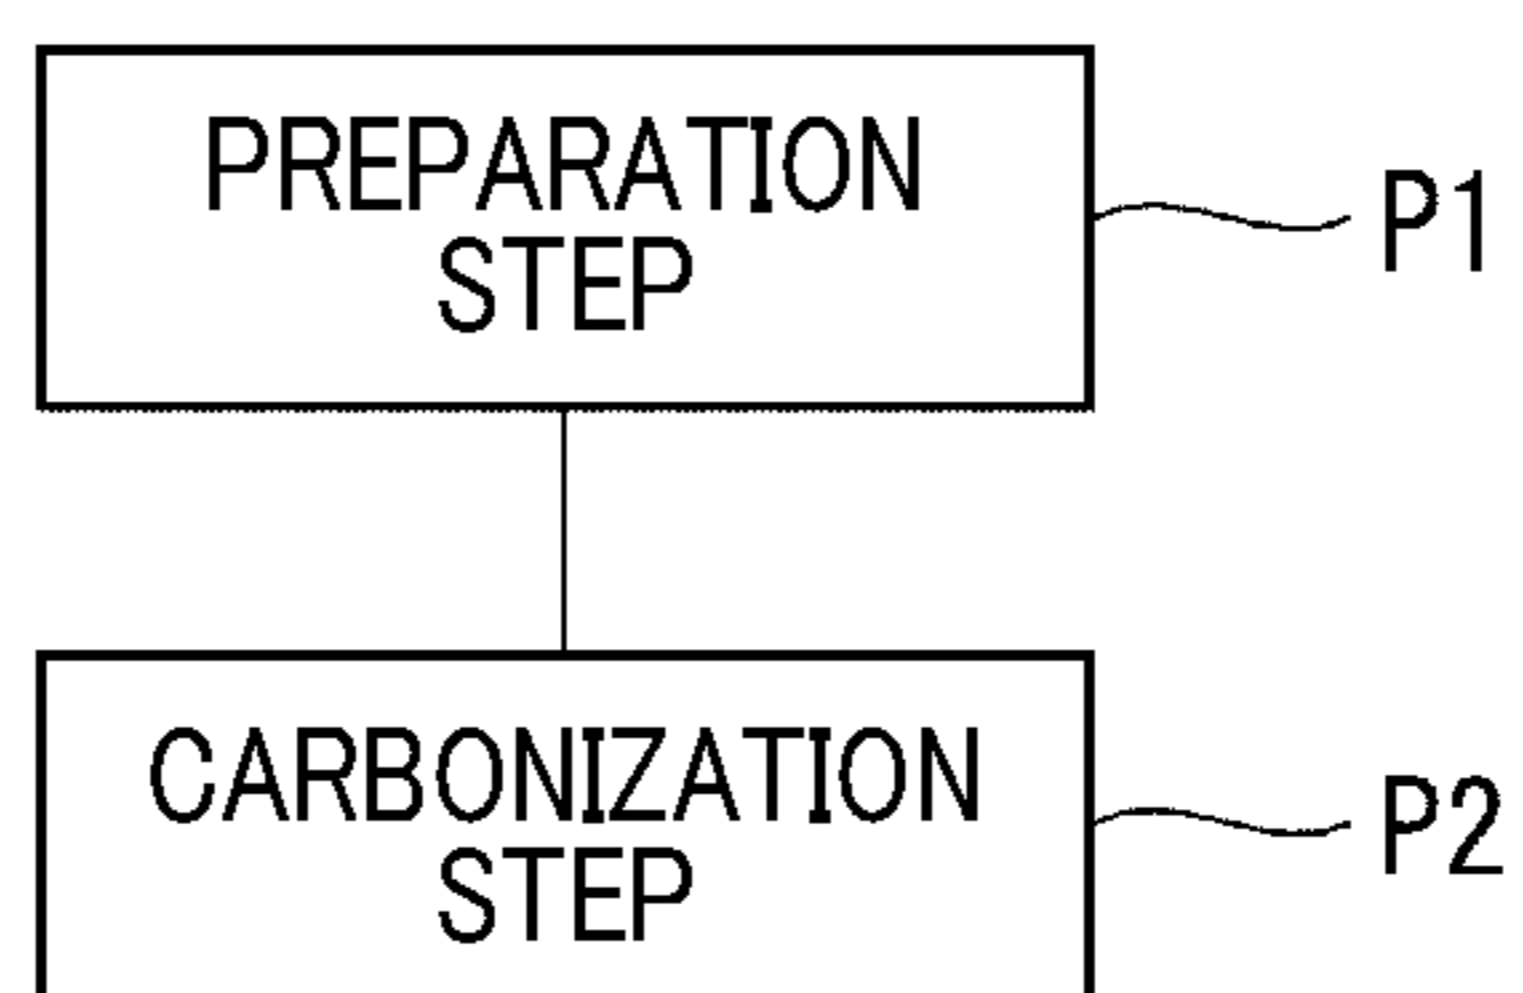 PREPARATION
STEP
P1
CARBONIZATION
STEP
P2